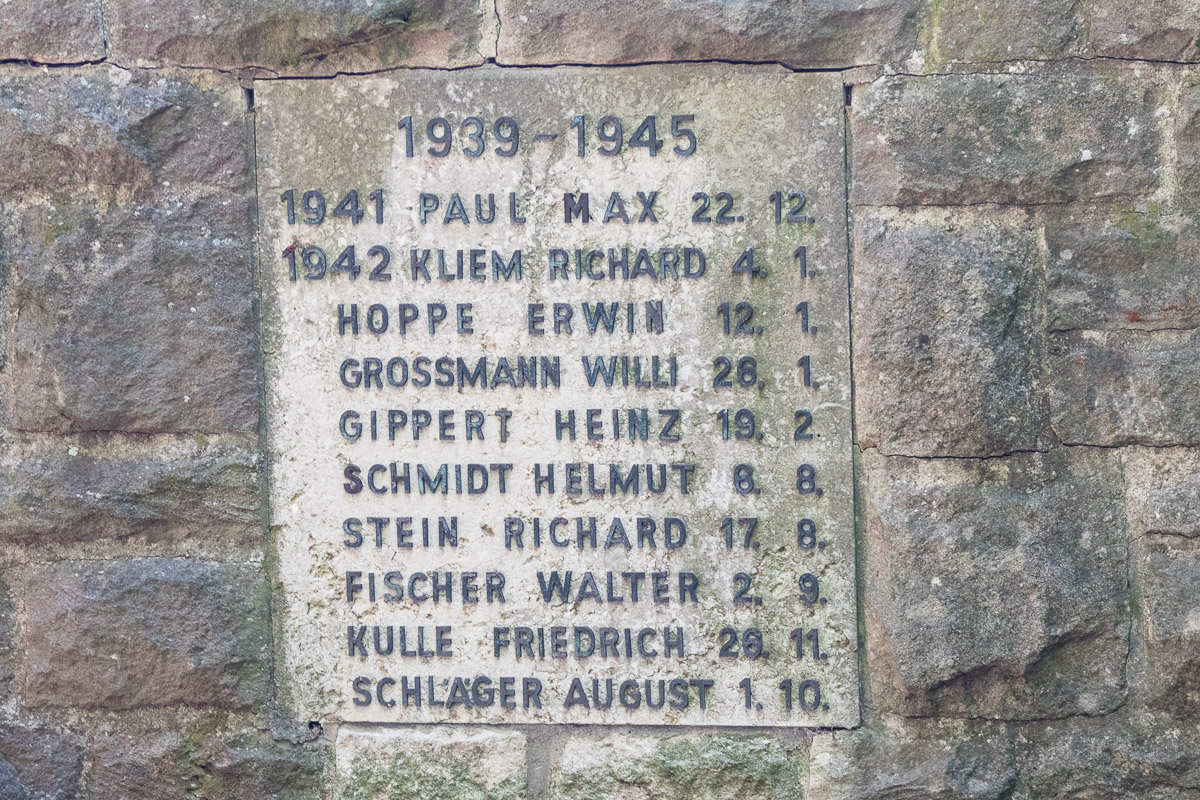 1939-1945
1941 PAUL MAX 22. 12.
1942 KLIEM RICHARD 4. 1.
HOPPE ERWIN 12. 1.
GROSSMANN WILLI 26. 1.
GIPPERT HEINZ 19. 2.
SCHMIDT HELMUT 6. 8.
STEIN RICHARD 17. 8.
FISCHER WALTER 2. 9.
KULLE FRIEDRICH 26. 11.
SCHLÄGER AUGUST 1. 10.